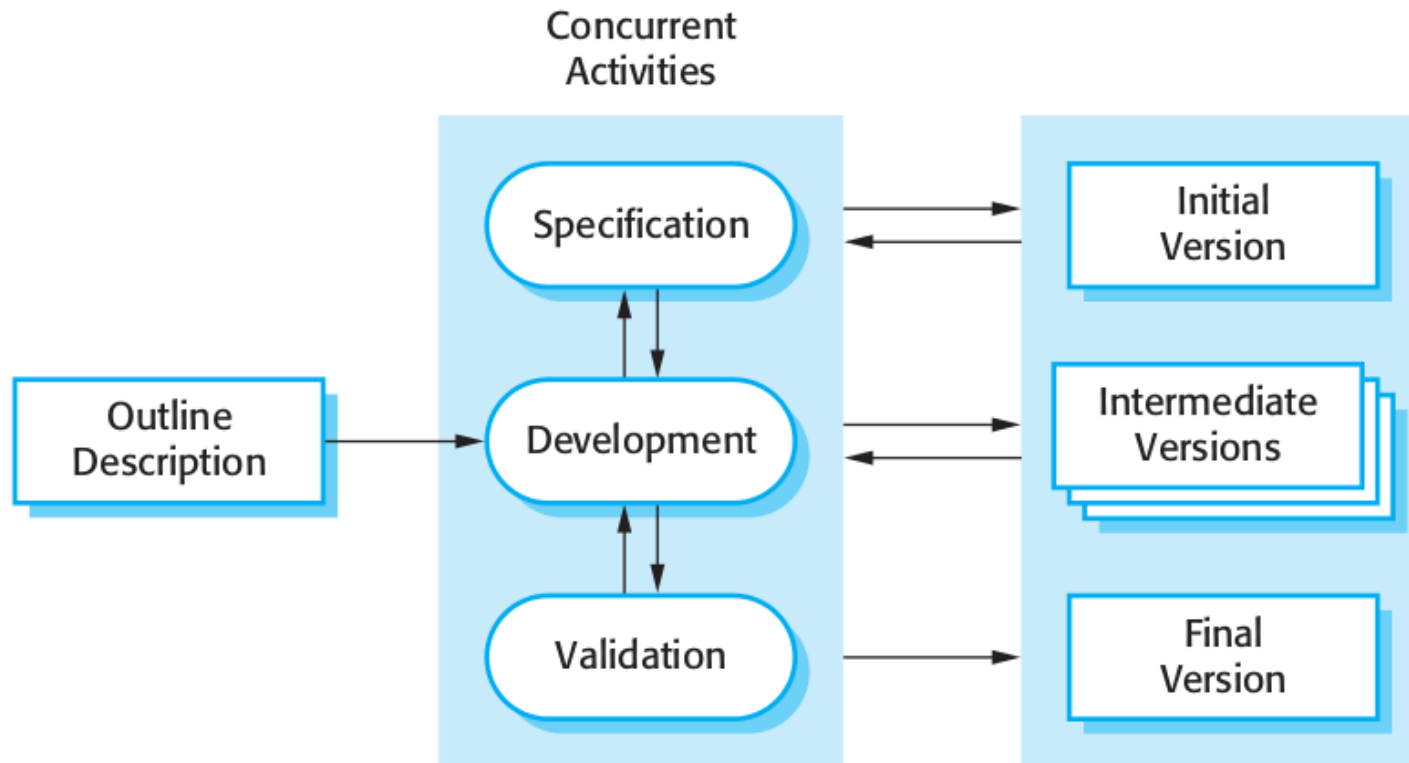 Concurrent
Activities
Specification
Initial
Version
Outline
Description
Development
Intermediate
Versions
Validation
Final
Version